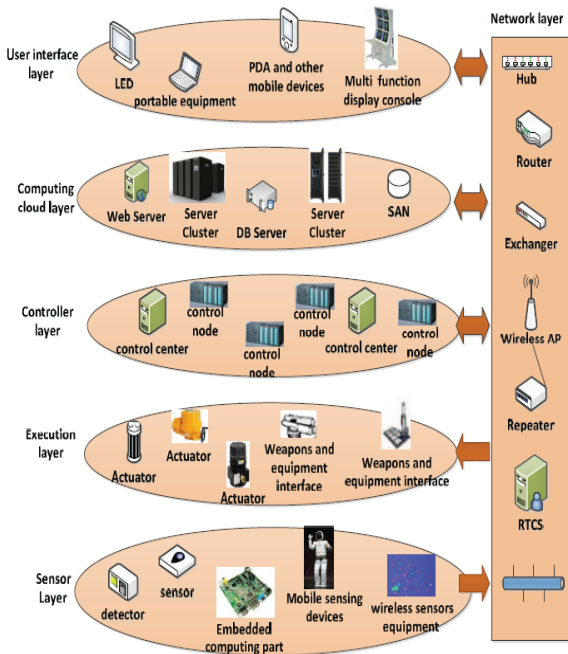 Network layer
User interface
layer
LED
portable equipment
PDA and other
mobile devices
Multi function
display console
Hub
Router
Computing
cloud layer
Web Server
Server
Cluster
DB Server
Server
Cluster
SAN
Exchanger
Controller
layer
control center
control
node
control
node
control
node
control center
control
node
Wireless AP
Repeater
Execution
layer
Actuator
Actuator
Actuator
Weapons and
equipment
interface
Weapons and
equipment interface
RTCS
Sensor
Layer
detector
sensor
Embedded
computing part
Mobile sensing
devices
wireless sensors
equipment